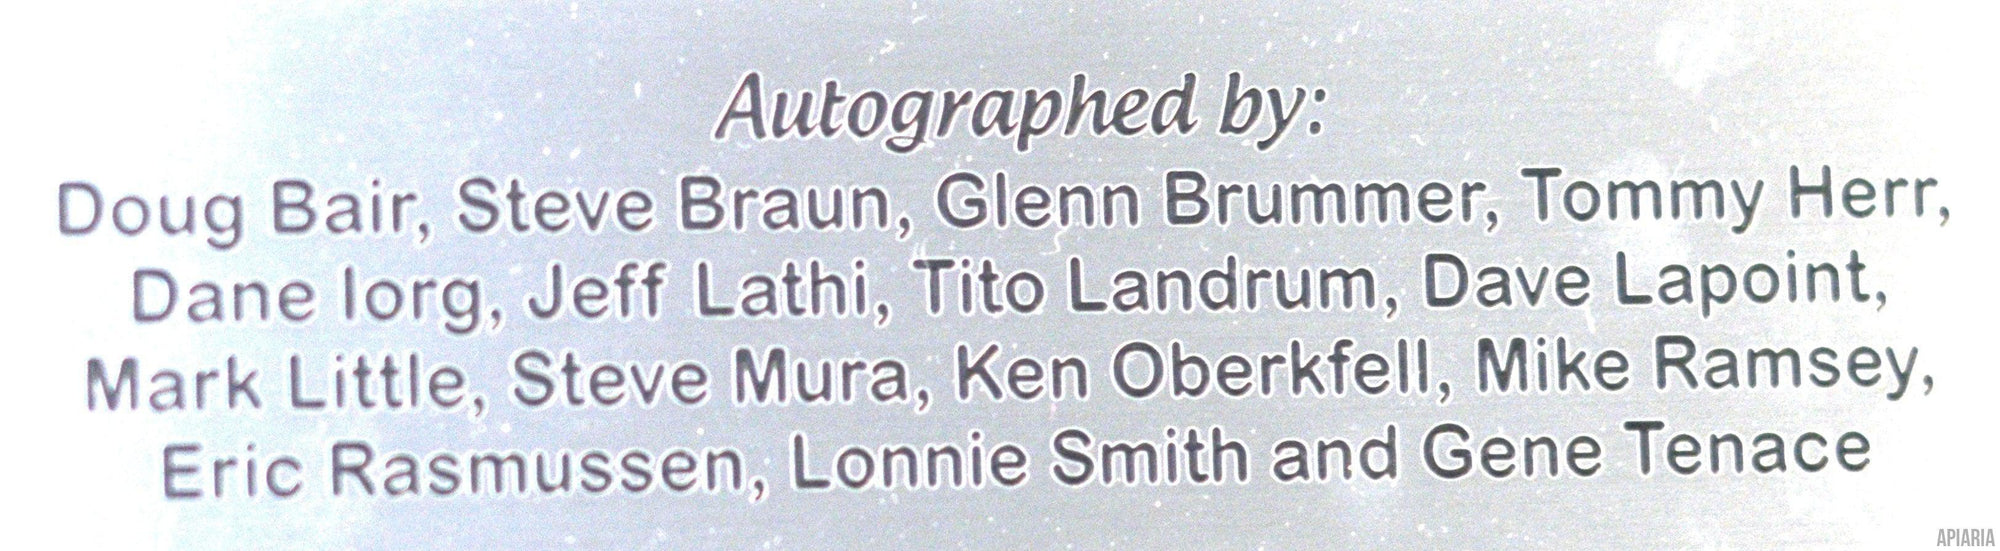 Autographed by:
Doug Bair, Steve Braun, Glenn Brummer, Tommy Herr,
Dane Iorg, Jeff Lathi, Tito Landrum, Dave Lapoint,
Mark Little, Steve Mura, Ken Oberkfell, Mike Ramsey,
Eric Rasmussen, Lonnie Smith and Gene Tenace
APIARIA